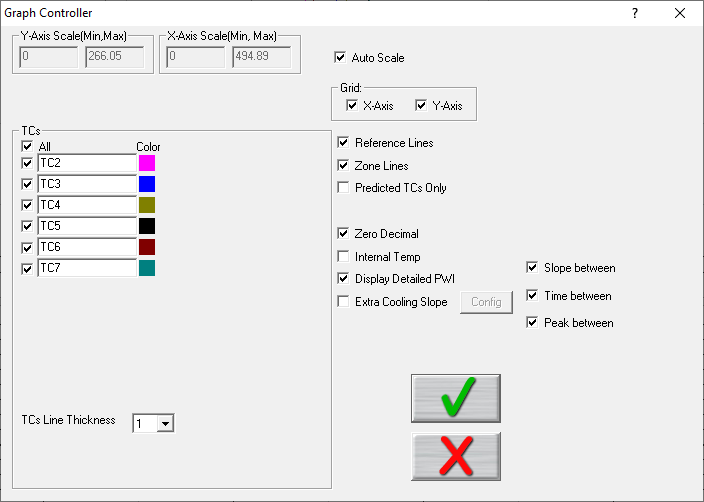 Graph Controller
?
Y-Axis Scale(Min,Max)
0
266.05
X-Axis Scale(Min, Max)
0
494.89
Auto Scale
Grid:
X-Axis
Y-Axis
TCs
All
Color
TC2
TC3
TC4
TC5
TC6
TC7
TCs Line Thickness
1
Reference Lines
Zone Lines
Predicted TCs Only
Zero Decimal
Internal Temp
Display Detailed PWI
Extra Cooling Slope
Config
Slope between
Time between
Peak between